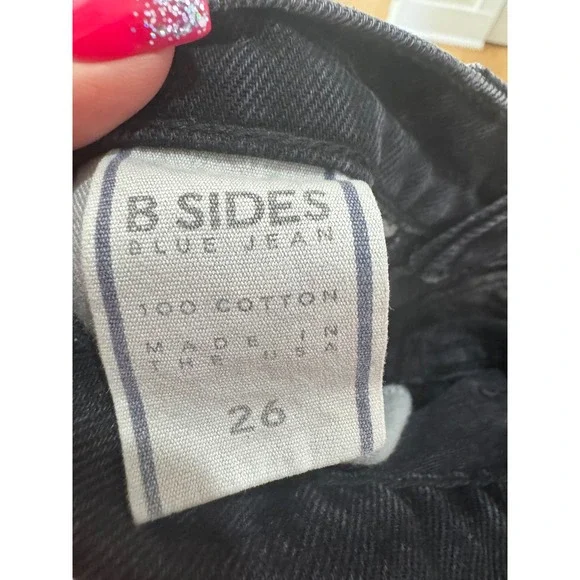 B SIDES
BLUE JEAN
100 COTTON
MADE IN
THE USA
26